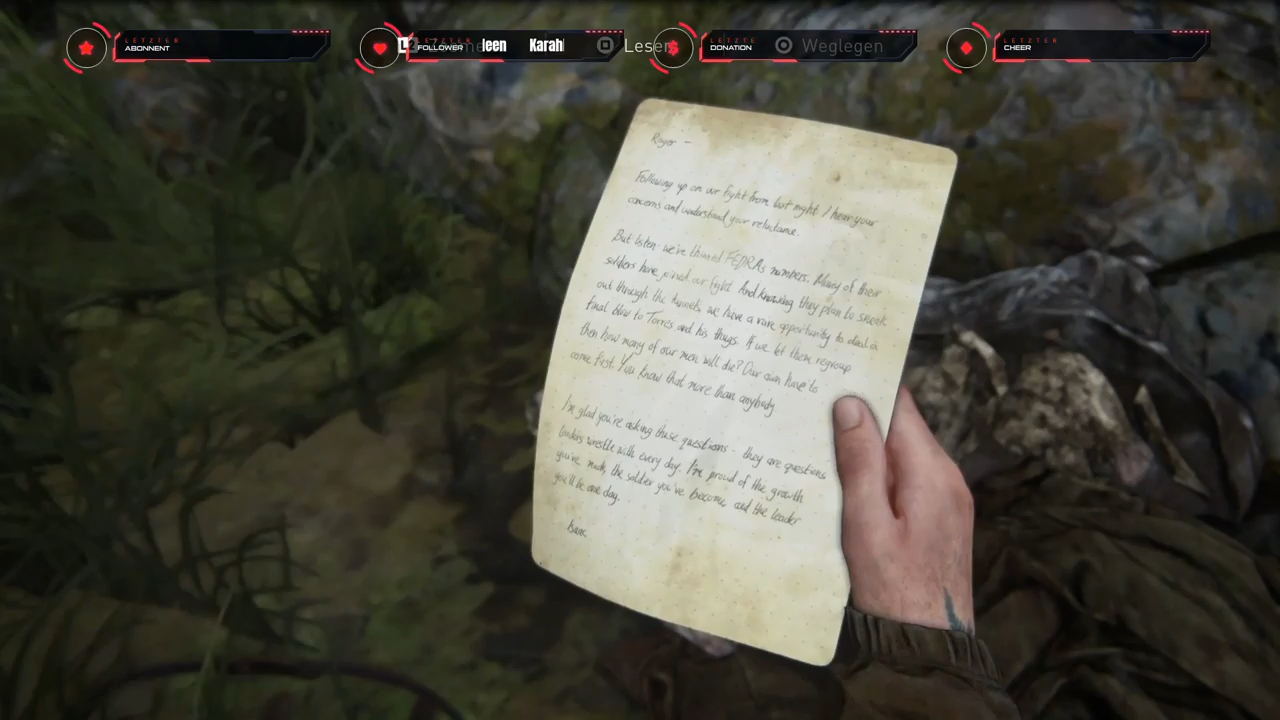 LETZTER
ABONNENT
LETZTER
FOLLOWER
leen Karahl
Lesen
LETZTE
DONATION
Weglegen
LETZTER
CHEER
Roger -
Following up on our fight from last night. I hear your
concerns and understand your reluctance.
But listen: we've thinned FEDRA's numbers. Many of their
soldiers have joined our fight. And knowing they plan to sneak
out through the tunnels, we have a rare opportunity to deal a
final blow to Torres and his thugs. If we let them regroup
then how many of our men will die? Our own have to
come first. You know that more than anybody.
I'm glad you're asking these questions - they are questions
leaders wrestle with every day. I'm proud of the growth
you've made, the soldier you've become and the leader
you'll be one day.
Isaac